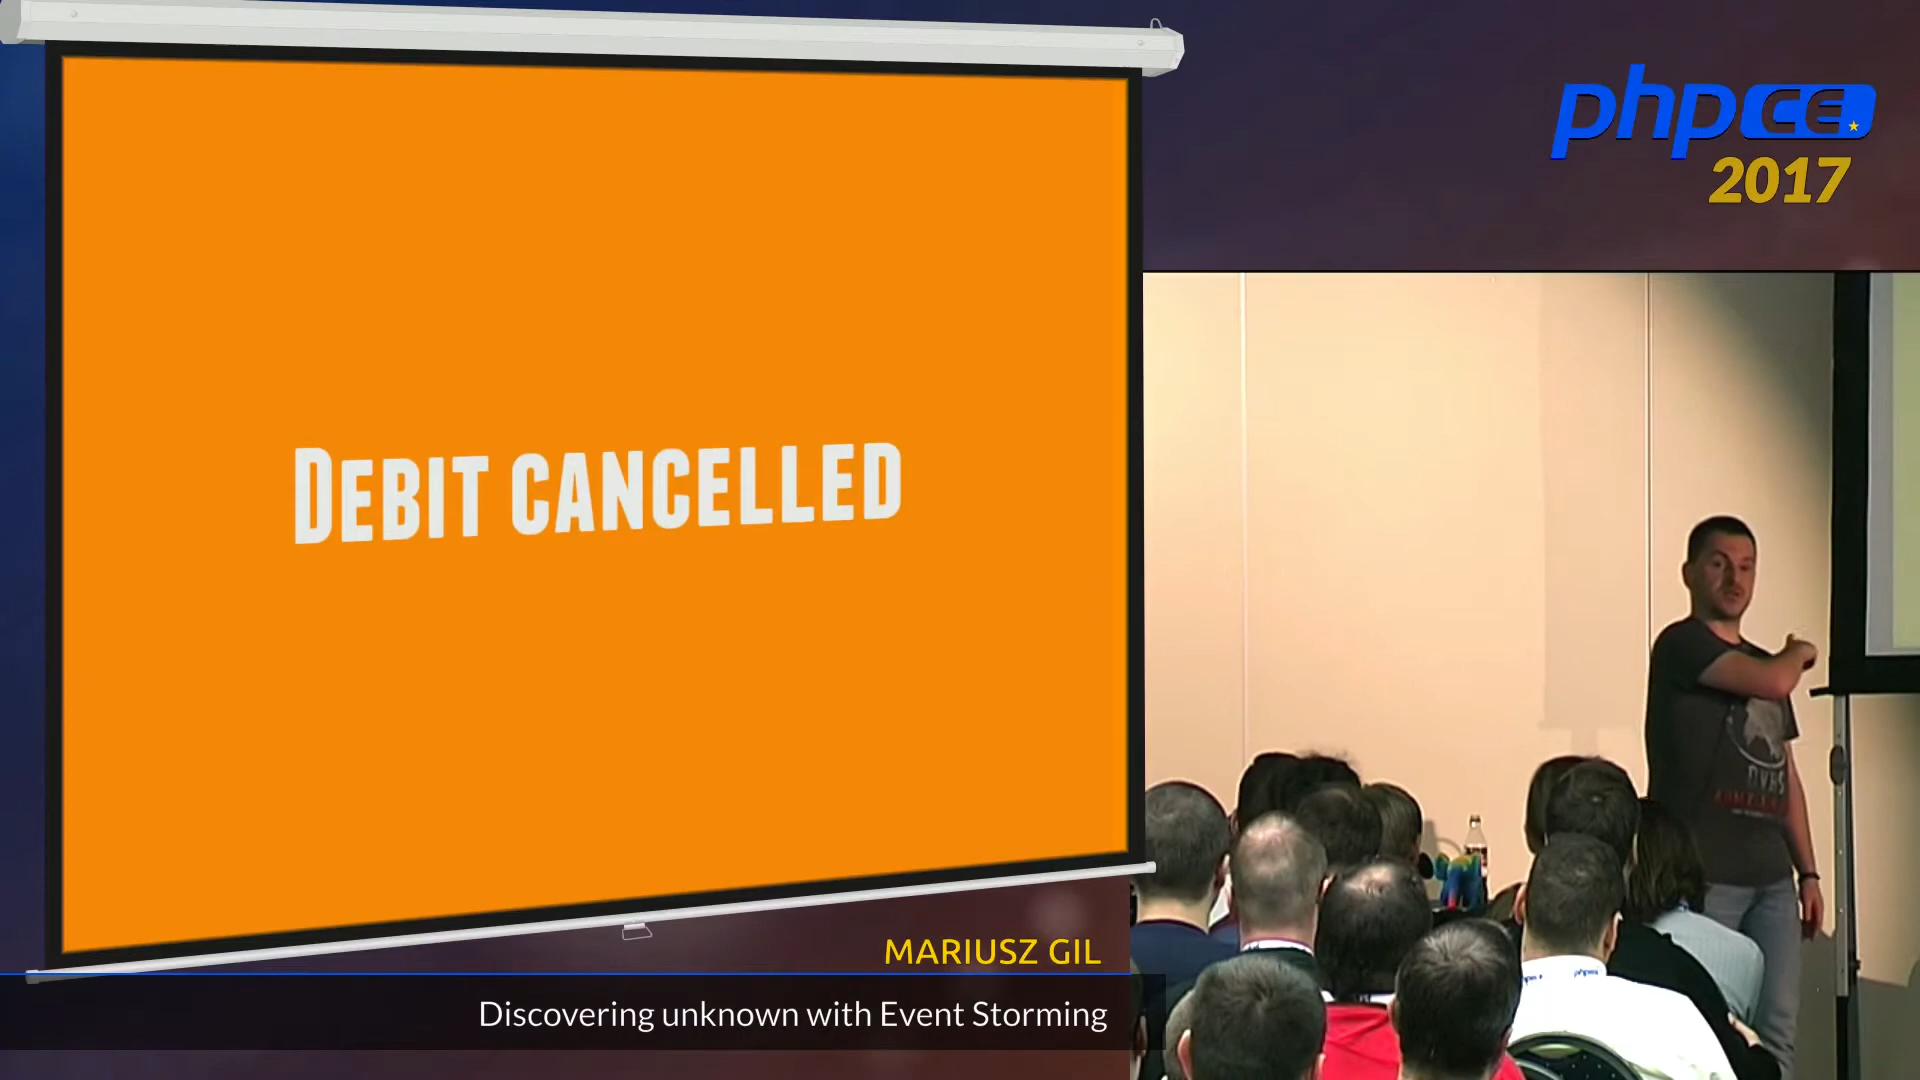 DEBIT CANCELLED
phpCE
2017
MARIUSZ GIL
Discovering unknown with Event Storming